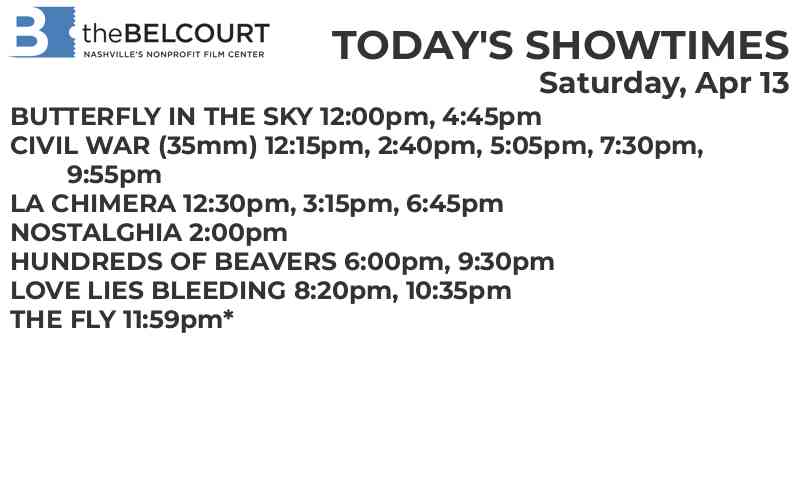 B theBELCOURT
NASHVILLE'S NONPROFIT FILM CENTER
TODAY'S SHOWTIMES
Saturday, Apr 13
BUTTERFLY IN THE SKY 12:00pm, 4:45pm
CIVIL WAR (35mm) 12:15pm, 2:40pm, 5:05pm, 7:30pm,
9:55pm
LA CHIMERA 12:30pm, 3:15pm, 6:45pm
NOSTALGHIA 2:00pm
HUNDREDS OF BEAVERS 6:00pm, 9:30pm
LOVE LIES BLEEDING 8:20pm, 10:35pm
THE FLY 11:59pm*